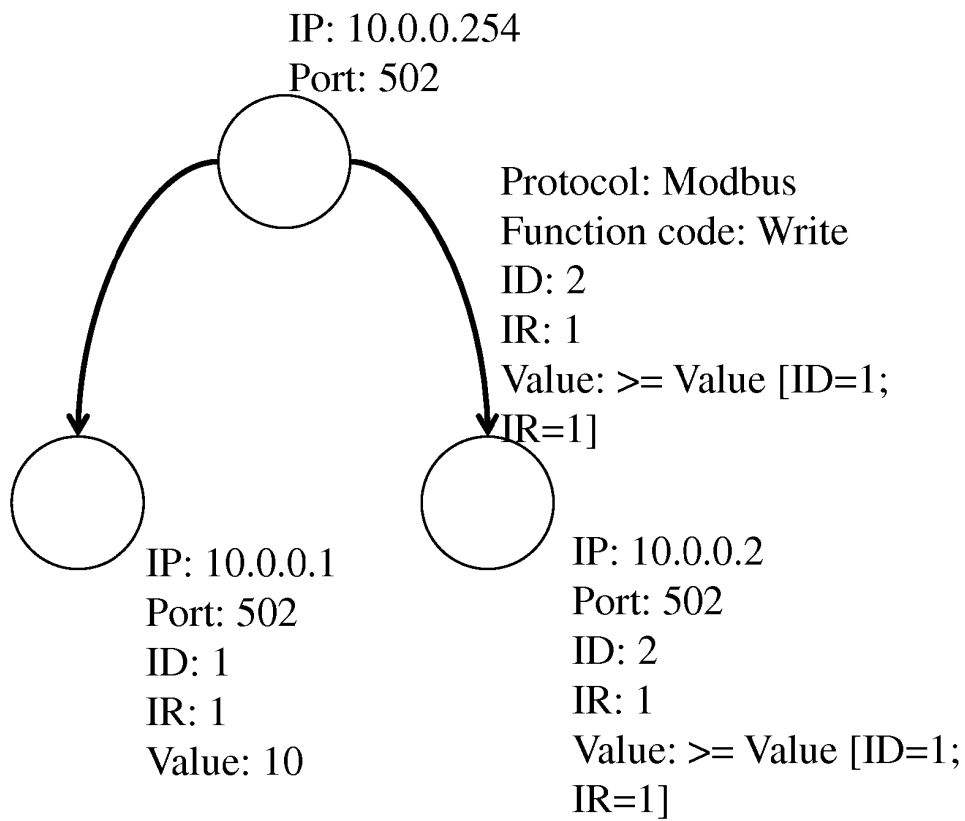 IP: 10.0.0.254
Port: 502
Protocol: Modbus
Function code: Write
ID: 2
IR: 1
Value: >= Value [ID=1;
IR=1]
IP: 10.0.0.1
Port: 502
ID: 1
IR: 1
Value: 10
IP: 10.0.0.2
Port: 502
ID: 2
IR: 1
Value: >= Value [ID=1;
IR=1]